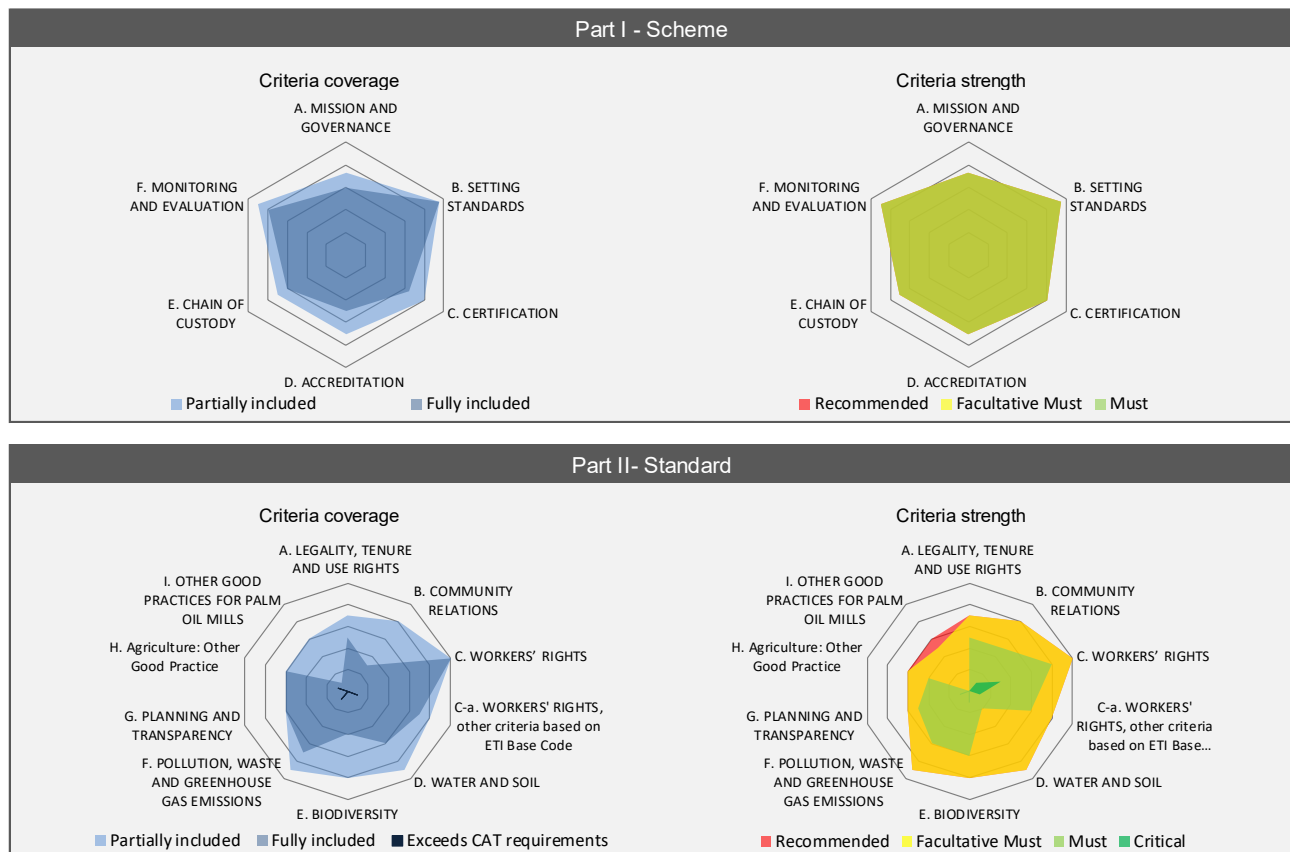 Part I - Scheme
Criteria coverage
A. MISSION AND
GOVERNANCE
F. MONITORING
AND EVALUATION
B. SETTING
STANDARDS
E. CHAIN OF
CUSTODY
C. CERTIFICATION
D. ACCREDITATION
Partially included
Fully included
Criteria strength
A. MISSION AND
GOVERNANCE
F. MONITORING
AND EVALUATION
B. SETTING
STANDARDS
E. CHAIN OF
CUSTODY
C. CERTIFICATION
D. ACCREDITATION
Recommended
Facultative Must
Must
Part II- Standard
Criteria coverage
A. LEGALITY, TENURE
AND USE RIGHTS
I. OTHER GOOD
PRACTICES FOR PALM
OIL MILLS
B. COMMUNITY
RELATIONS
H. Agriculture: Other
Good Practice
C. WORKERS’ RIGHTS
G. PLANNING AND
TRANSPARENCY
C-a. WORKERS' RIGHTS,
other criteria based on
ETI Base Code
F. POLLUTION, WASTE
AND GREENHOUSE
GAS EMISSIONS
D. WATER AND SOIL
E. BIODIVERSITY
Partially included
Fully included
Exceeds CAT requirements
Criteria strength
A. LEGALITY, TENURE
AND USE RIGHTS
I. OTHER GOOD
PRACTICES FOR PALM
OIL MILLS
B. COMMUNITY
RELATIONS
H. Agriculture: Other
Good Practice
C. WORKERS’ RIGHTS
G. PLANNING AND
TRANSPARENCY
C-a. WORKERS'
RIGHTS, other criteria
based on ETI Base...
F. POLLUTION, WASTE
AND GREENHOUSE
GAS EMISSIONS
D. WATER AND SOIL
E. BIODIVERSITY
Recommended
Facultative Must
Must
Critical